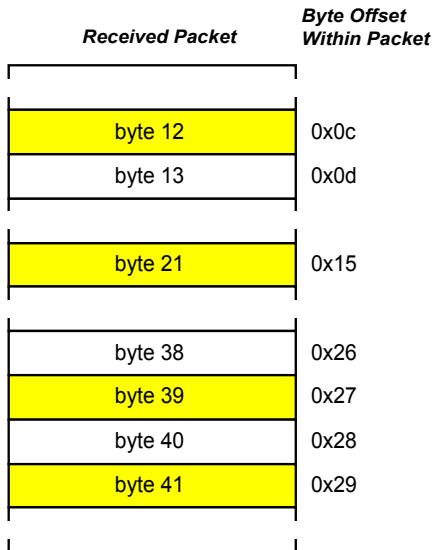 Received Packet
Byte Offset
Within Packet
byte 12 0x0c
byte 13 0x0d
byte 21 0x15
byte 38 0x26
byte 39 0x27
byte 40 0x28
byte 41 0x29